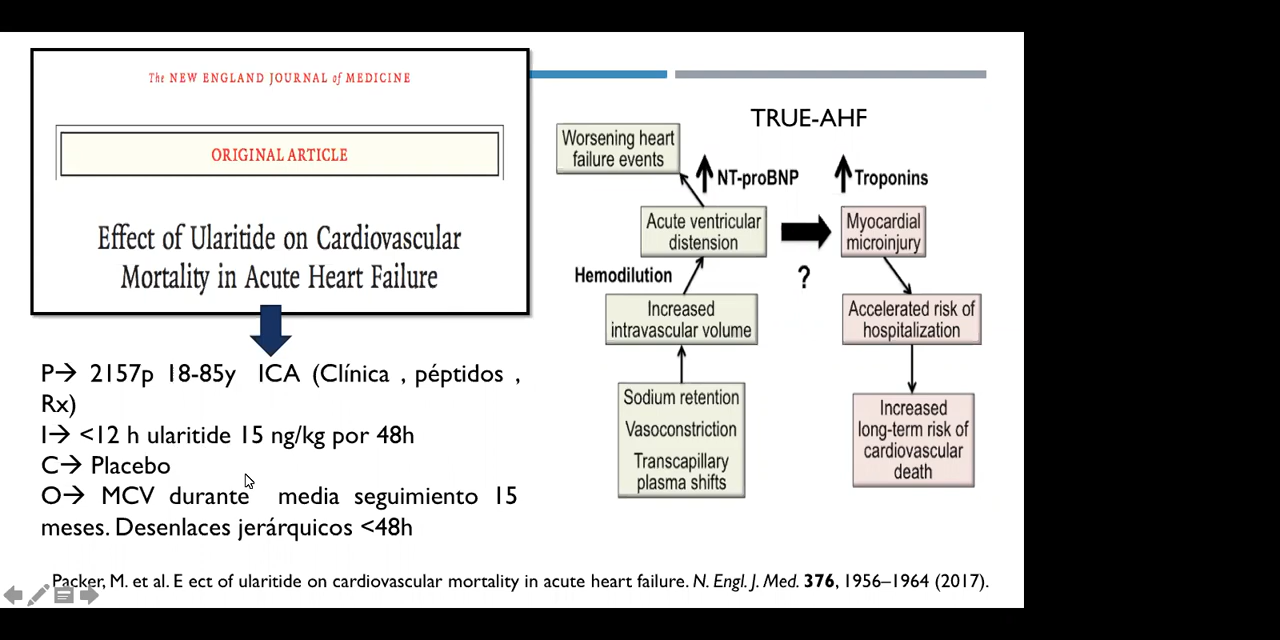 The NEW ENGLAND JOURNAL of MEDICINE
ORIGINAL ARTICLE
Effect of Ularitide on Cardiovascular
Mortality in Acute Heart Failure
P→ 2157p 18-85y ICA (Clínica , péptidos ,
Rx)
I→ <12 h ularitide 15 ng/kg por 48h
C→ Placebo
O→ MCV durante media seguimiento 15
meses. Desenlaces jerárquicos <48h
TRUE-AHF
Worsening heart
failure events
NT-proBNP
Troponins
Acute ventricular
distension
Myocardial
microinjury
?
Hemodilution
Increased
intravascular volume
Accelerated risk of
hospitalization
Sodium retention
Vasoconstriction
Transcapillary
plasma shifts
Increased
long-term risk of
cardiovascular
death
Packer, M. et al. E ect of ularitide on cardiovascular mortality in acute heart failure. N. Engl. J. Med. 376, 1956–1964 (2017).